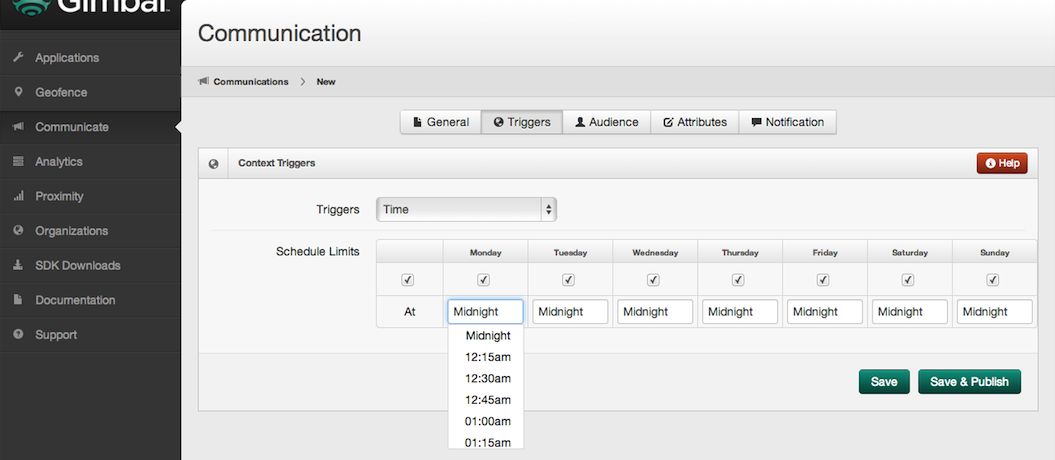 Gimbal
Communication
Applications
Geofence
Communicate
Analytics
Proximity
Organizations
SDK Downloads
Documentation
Support
Communications > New
General Triggers Audience Attributes Notification
Context Triggers Help
Triggers Time
Schedule Limits Monday Tuesday Wednesday Thursday Friday Saturday Sunday
At Midnight Midnight Midnight Midnight Midnight Midnight Midnight
Midnight
12:15am
12:30am
12:45am
01:00am
01:15am
Save Save & Publish